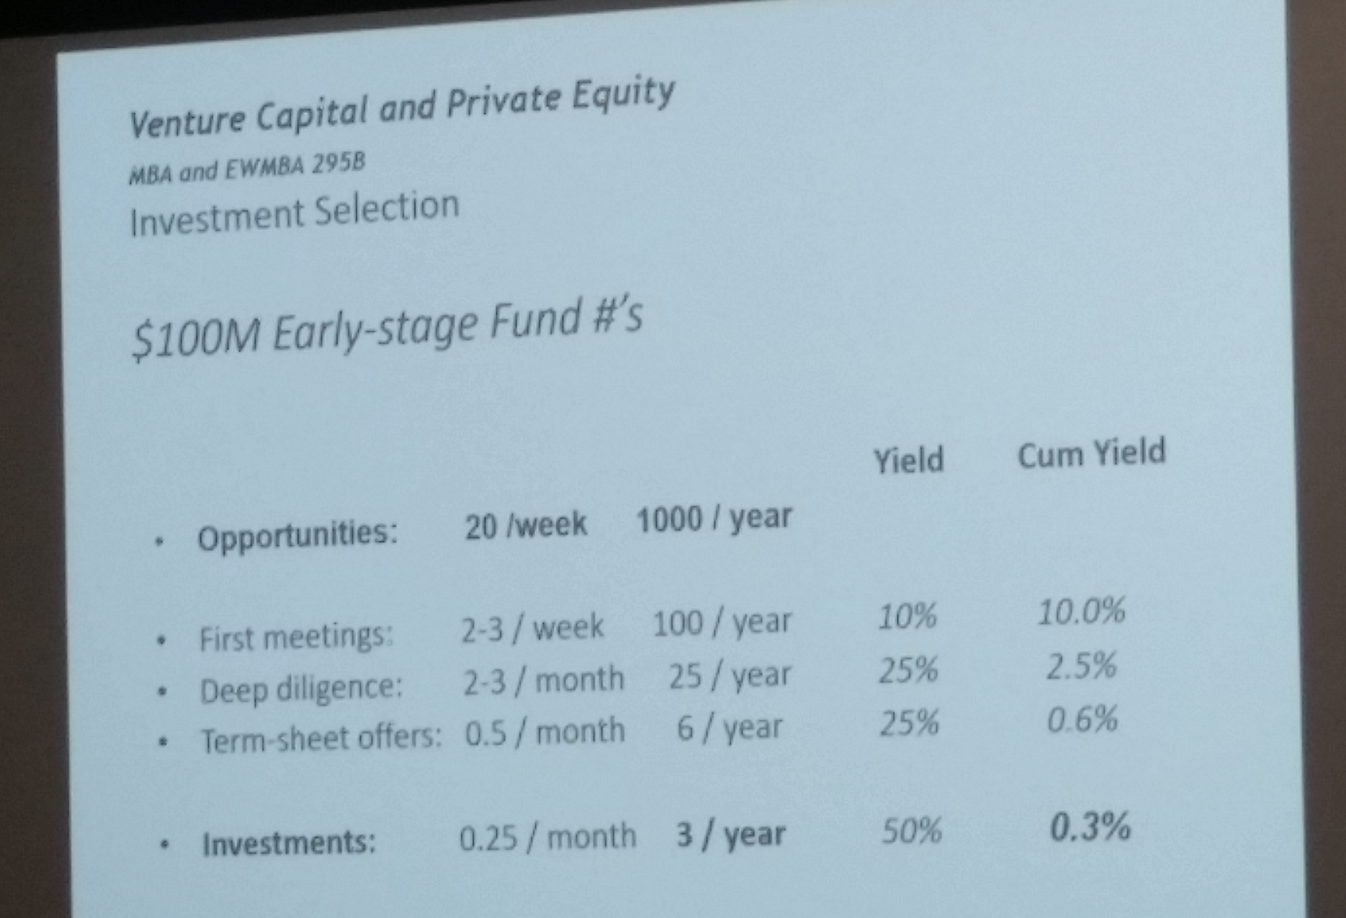 Venture Capital and Private Equity
MBA and EWMBA 295B
Investment Selection
$100M Early-stage Fund #'s
Yield Cum Yield
• Opportunities: 20 /week 1000 / year
• First meetings: 2-3 / week 100 / year 10% 10.0%
• Deep diligence: 2-3 / month 25 / year 25% 2.5%
• Term-sheet offers: 0.5 / month 6 / year 25% 0.6%
• Investments: 0.25 / month 3 / year 50% 0.3%